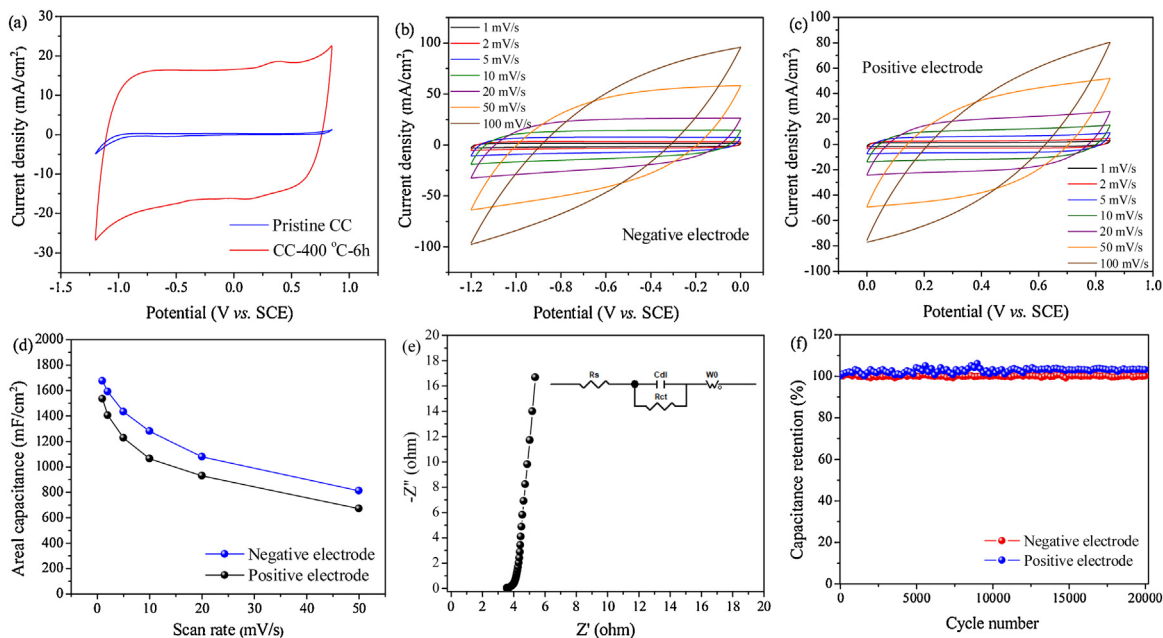 (a)
Current density (mA/cm²)
30
20
10
0
-10
-20
-30
Pristine CC
CC-400 °C-6h
-1.5 -1.0 -0.5 0.0 0.5 1.0
Potential (V vs. SCE)
(b)
Current density (mA/cm²)
100
50
0
-50
-100
1 mV/s
2 mV/s
5 mV/s
10 mV/s
20 mV/s
50 mV/s
100 mV/s
Negative electrode
-1.2 -1.0 -0.8 -0.6 -0.4 -0.2 0.0
Potential (V vs. SCE)
(c)
Current density (mA/cm²)
100
80
60
40
20
0
-20
-40
-60
-80
-100
Positive electrode
1 mV/s
2 mV/s
5 mV/s
10 mV/s
20 mV/s
50 mV/s
100 mV/s
0.0 0.2 0.4 0.6 0.8 1.0
Potential (V vs. SCE)
(d)
Areal capacitance (mF/cm²)
2000
1800
1600
1400
1200
1000
800
600
400
200
0
Negative electrode
Positive electrode
0 10 20 30 40 50
Scan rate (mV/s)
(e)
-Z'' (ohm)
20
18
16
14
12
10
8
6
4
2
0
Rs
Cdl
W0
Rct
0 2 4 6 8 10 12 14 16 18 20
Z' (ohm)
(f)
Capacitance retention (%)
120
100
80
60
40
20
0
Negative electrode
Positive electrode
0 5000 10000 15000 20000
Cycle number